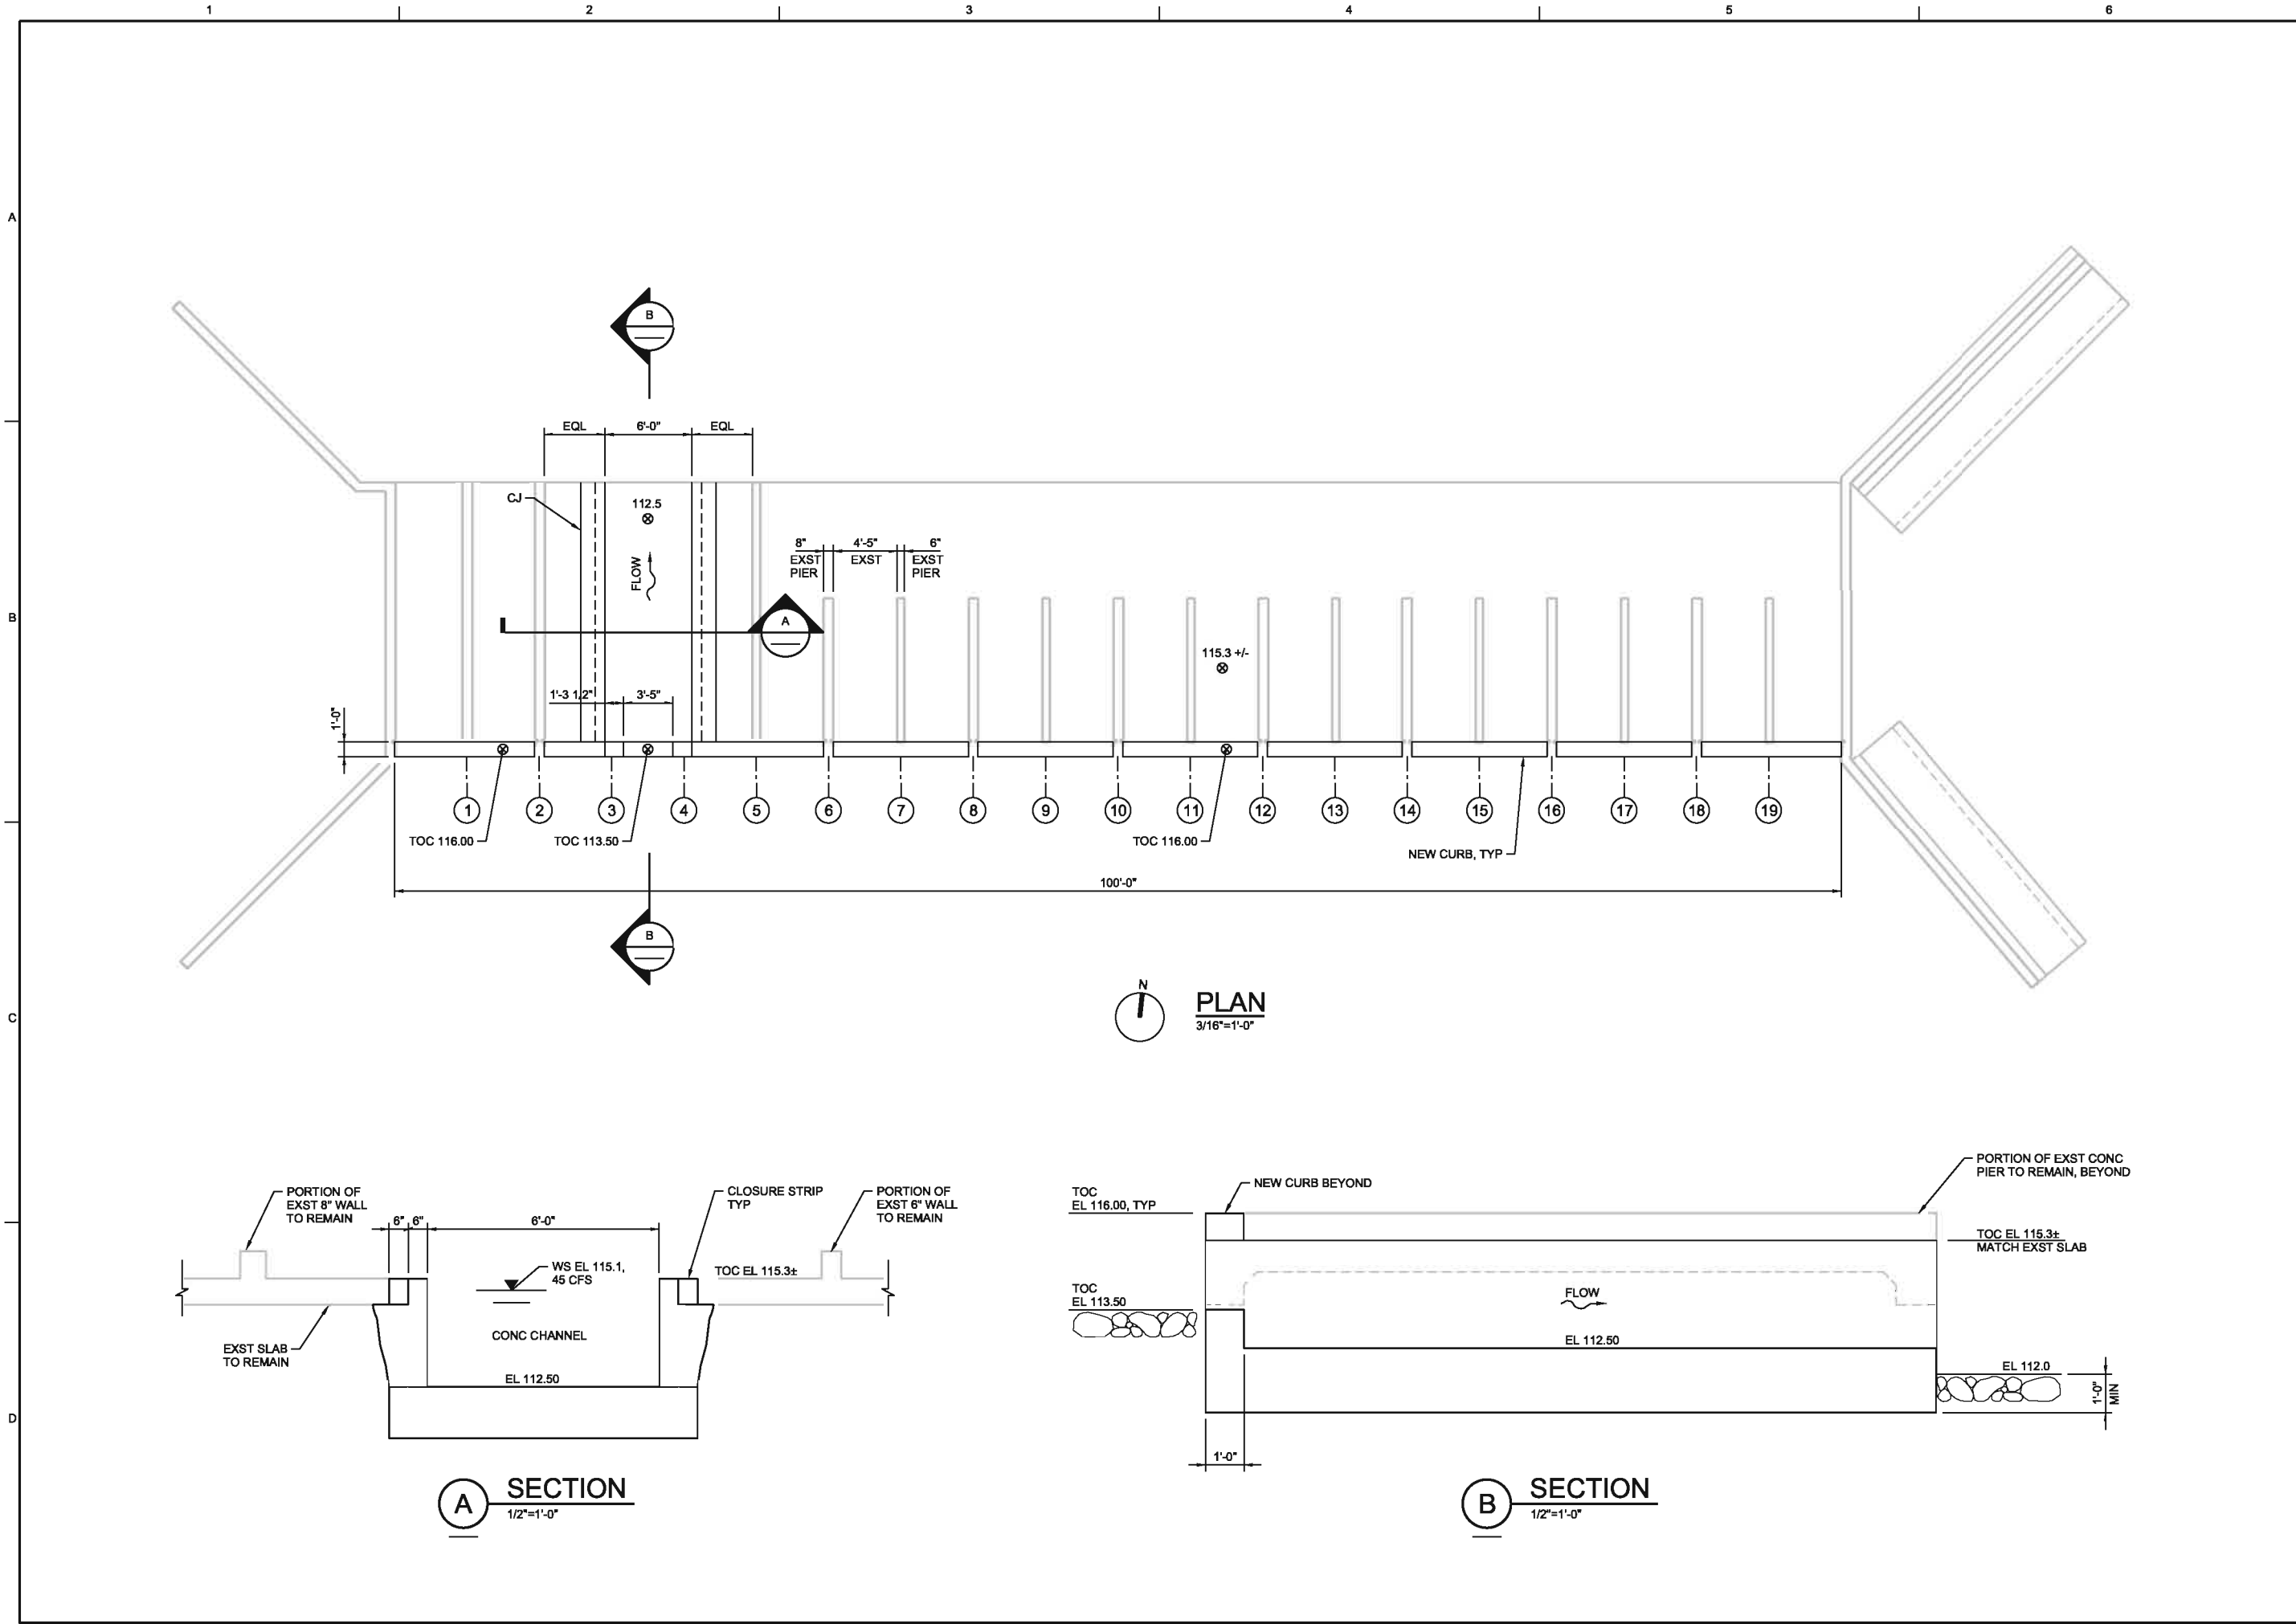 1 2 3 4 5 6
A
B
C
D
B
EQL 6'-0" EQL
CJ
112.5
FLOW
8" 4'-5" 6"
EXST EXST EXST
PIER PIER
A
115.3 +/-
1'-3 1/2" 3'-5"
1'-0"
1 2 3 4 5 6 7 8 9 10 11 12 13 14 15 16 17 18 19
TOC 116.00 TOC 113.50 TOC 116.00
NEW CURB, TYP
100'-0"
B
N
PLAN
3/16"=1'-0"
PORTION OF
EXST 8" WALL
TO REMAIN
6" 6" 6'-0"
CLOSURE STRIP
TYP
PORTION OF
EXST 6" WALL
TO REMAIN
WS EL 115.1,
45 CFS
TOC EL 115.3±
CONC CHANNEL
EXST SLAB
TO REMAIN
EL 112.50
A SECTION
1/2"=1'-0"
TOC
EL 116.00, TYP
NEW CURB BEYOND
PORTION OF EXST CONC
PIER TO REMAIN, BEYOND
TOC EL 115.3±
MATCH EXST SLAB
TOC
EL 113.50
FLOW
EL 112.50
EL 112.0
1'-0"
MIN
1'-0"
B SECTION
1/2"=1'-0"